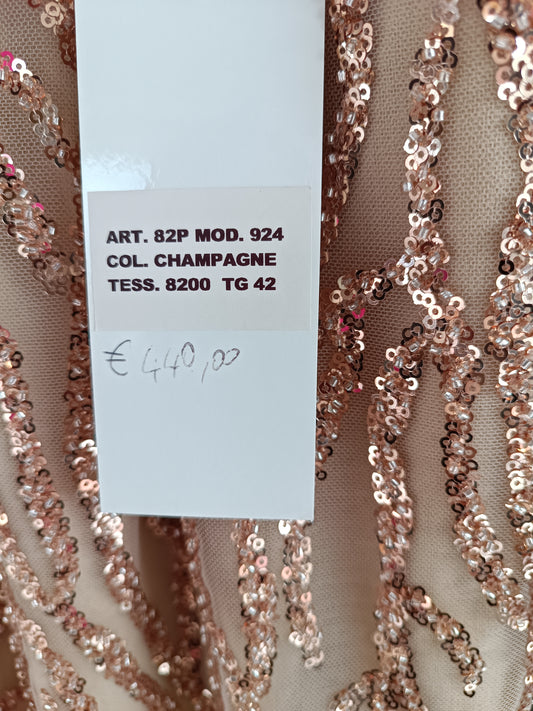 ART. 82P MOD. 924
COL. CHAMPAGNE
TESS. 8200 TG 42
€ 440,00